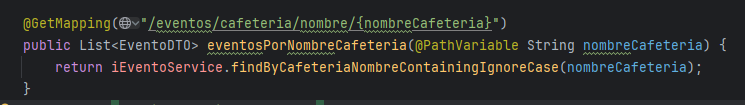 @GetMapping("/eventos/cafeteria/nombre/{nombreCafeteria}")
public List<EventoDTO> eventosPorNombreCafeteria(@PathVariable String nombreCafeteria) {
return iEventoService.findByCafeteriaNombreContainingIgnoreCase(nombreCafeteria);
}